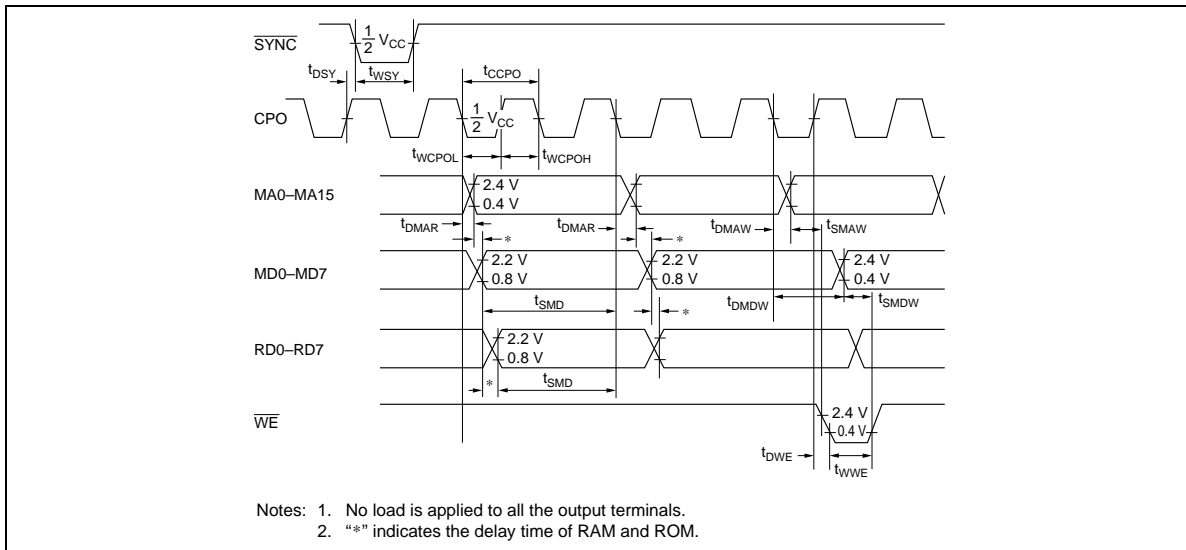 SYNC
1/2 VCC
tDSY
tWSY
tCCPO
CPO
1/2 VCC
tWCPOL
tWCPOH
MA0–MA15
2.4 V
0.4 V
tDMAR
*
tDMAR
*
tDMAW
tSMAW
MD0–MD7
2.2 V
0.8 V
2.2 V
0.8 V
2.4 V
0.4 V
tSMD
*
tDMDW
tSMDW
RD0–RD7
2.2 V
0.8 V
*
tSMD
WE
2.4 V
0.4 V
tDWE
tWWE
Notes: 1. No load is applied to all the output terminals.
2. “*” indicates the delay time of RAM and ROM.